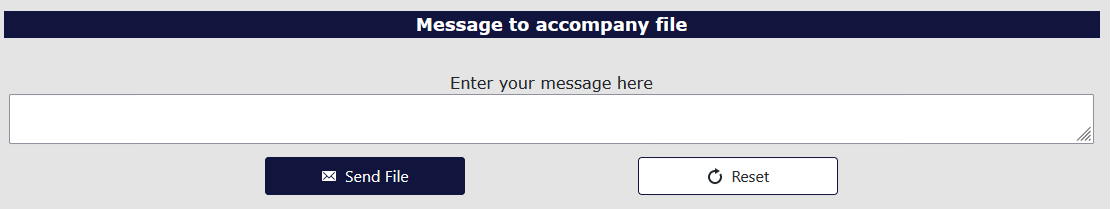 Message to accompany file
Enter your message here
Send File
Reset